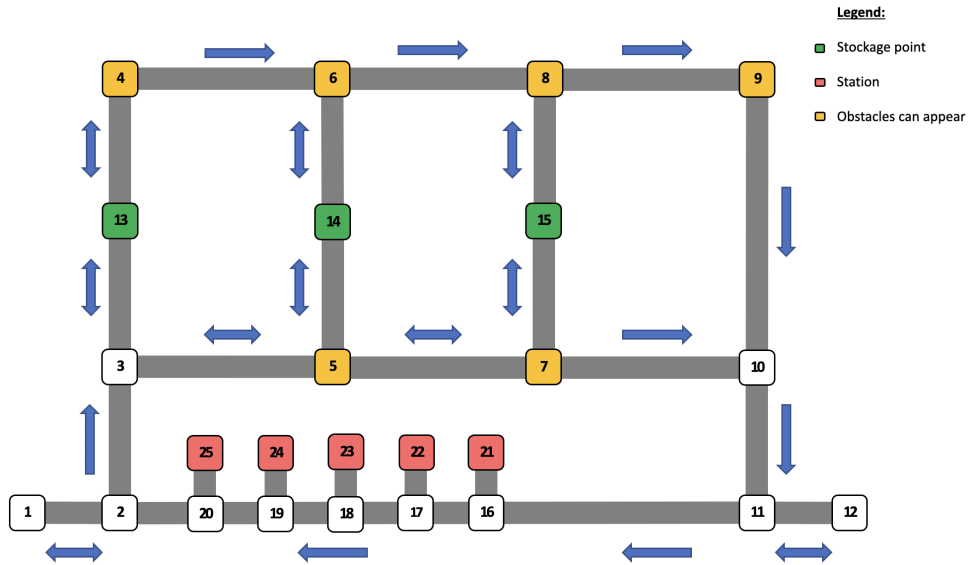 Legend:
Stockage point
Station
Obstacles can appear
4 6 8 9
13 14 15
3 5 7 10
25 24 23 22 21
1 2 20 19 18 17 16 11 12